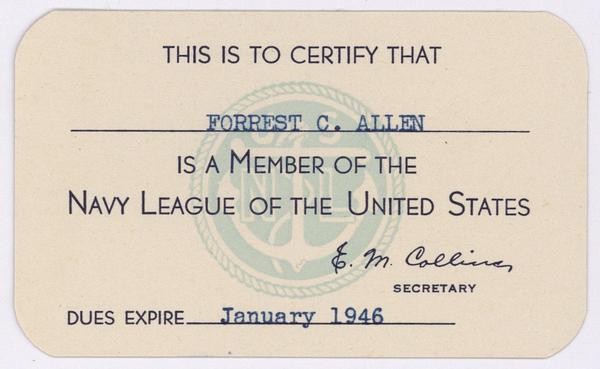 THIS IS TO CERTIFY THAT
FORREST C. ALLEN
IS A MEMBER OF THE
NAVY LEAGUE OF THE UNITED STATES
E. M. Collins
SECRETARY
DUES EXPIRE January 1946